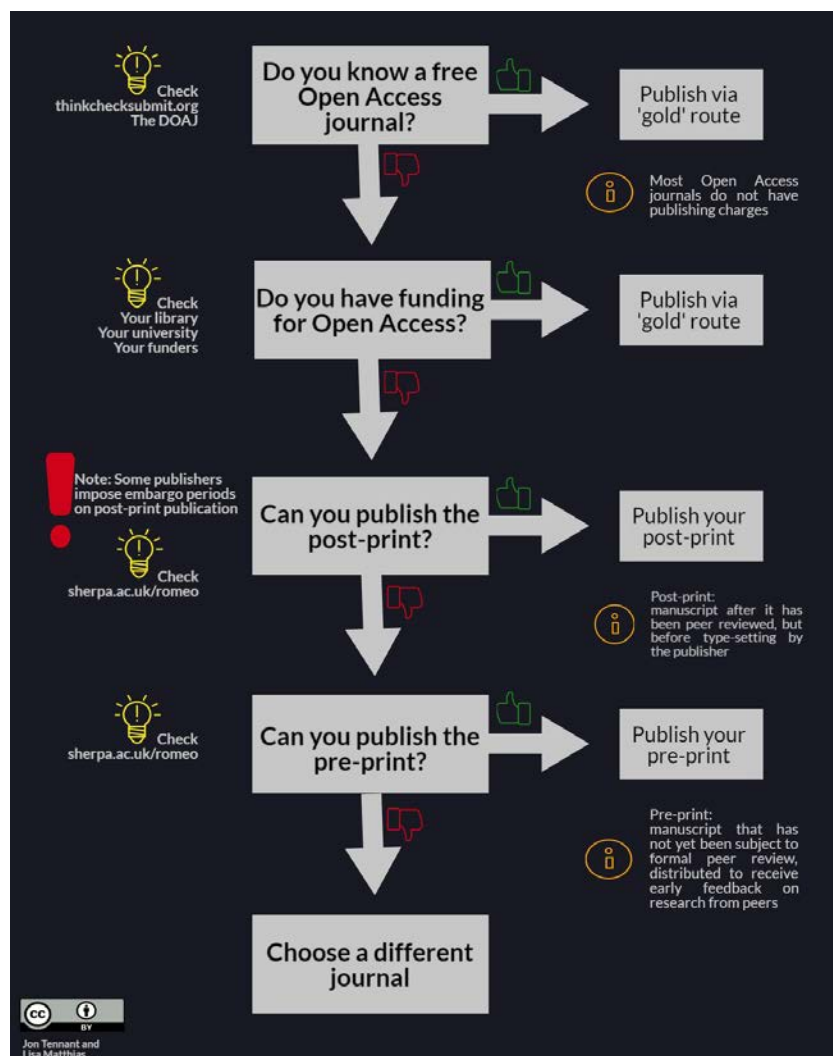 Check
thinkchecksubmit.org
The DOAJ
Do you know a free
Open Access
journal?
Publish via
'gold' route
Most Open Access
journals do not have
publishing charges
Check
Your library
Your university
Your funders
Do you have funding
for Open Access?
Publish via
'gold' route
Note: Some publishers
impose embargo periods
on post-print publication
Check
sherpa.ac.uk/romeo
Can you publish the
post-print?
Publish your
post-print
Post-print:
manuscript after it has
been peer reviewed, but
before type-setting by
the publisher
Check
sherpa.ac.uk/romeo
Can you publish the
pre-print?
Publish your
pre-print
Pre-print:
manuscript that has
not yet been subject to
formal peer review,
distributed to receive
early feedback on
research from peers
Choose a different
journal
cc
BY
Jon Tennant and
Lisa Matthias